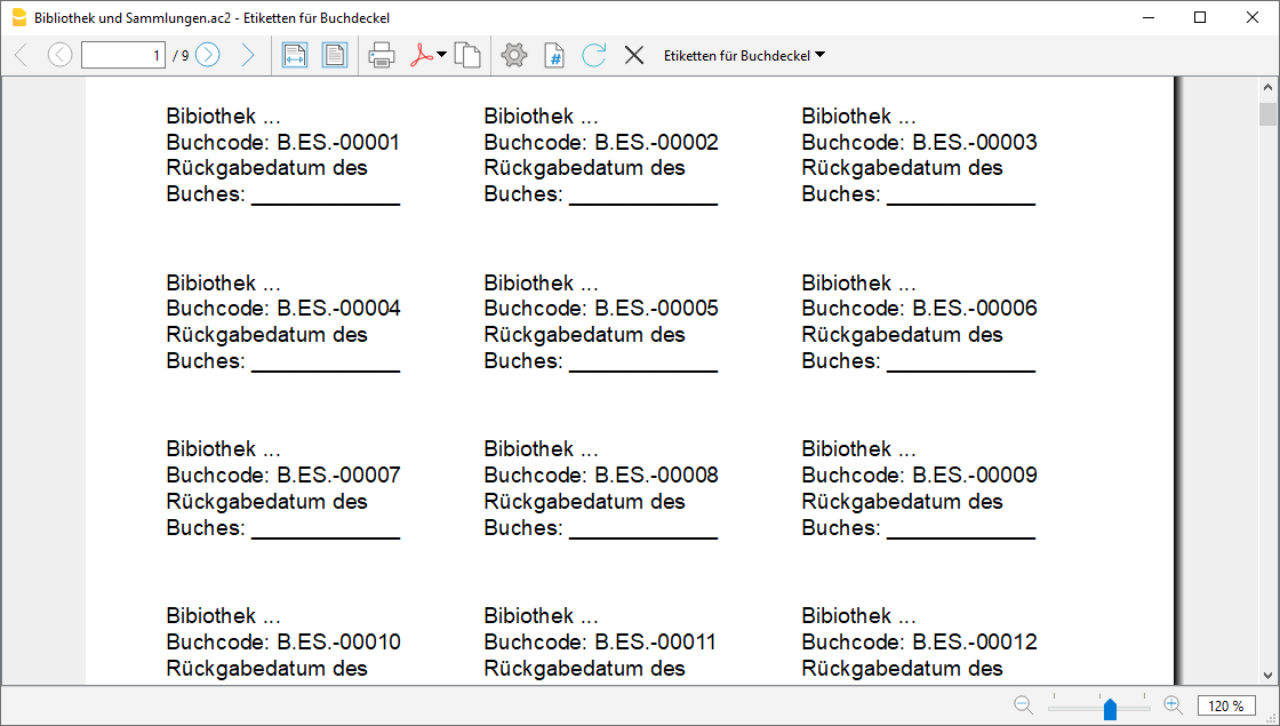 Bibliothek und Sammlungen.ac2 - Etiketten für Buchdeckel
1 / 9 # Etiketten für Buchdeckel
Bibiothek ... Bibiothek ... Bibiothek ...
Buchcode: B.ES.-00001 Buchcode: B.ES.-00002 Buchcode: B.ES.-00003
Rückgabedatum des Rückgabedatum des Rückgabedatum des
Buches: ____________ Buches: ____________ Buches: ____________
Bibiothek ... Bibiothek ... Bibiothek ...
Buchcode: B.ES.-00004 Buchcode: B.ES.-00005 Buchcode: B.ES.-00006
Rückgabedatum des Rückgabedatum des Rückgabedatum des
Buches: ____________ Buches: ____________ Buches: ____________
Bibiothek ... Bibiothek ... Bibiothek ...
Buchcode: B.ES.-00007 Buchcode: B.ES.-00008 Buchcode: B.ES.-00009
Rückgabedatum des Rückgabedatum des Rückgabedatum des
Buches: ____________ Buches: ____________ Buches: ____________
Bibiothek ... Bibiothek ... Bibiothek ...
Buchcode: B.ES.-00010 Buchcode: B.ES.-00011 Buchcode: B.ES.-00012
Rückgabedatum des Rückgabedatum des Rückgabedatum des
120 %